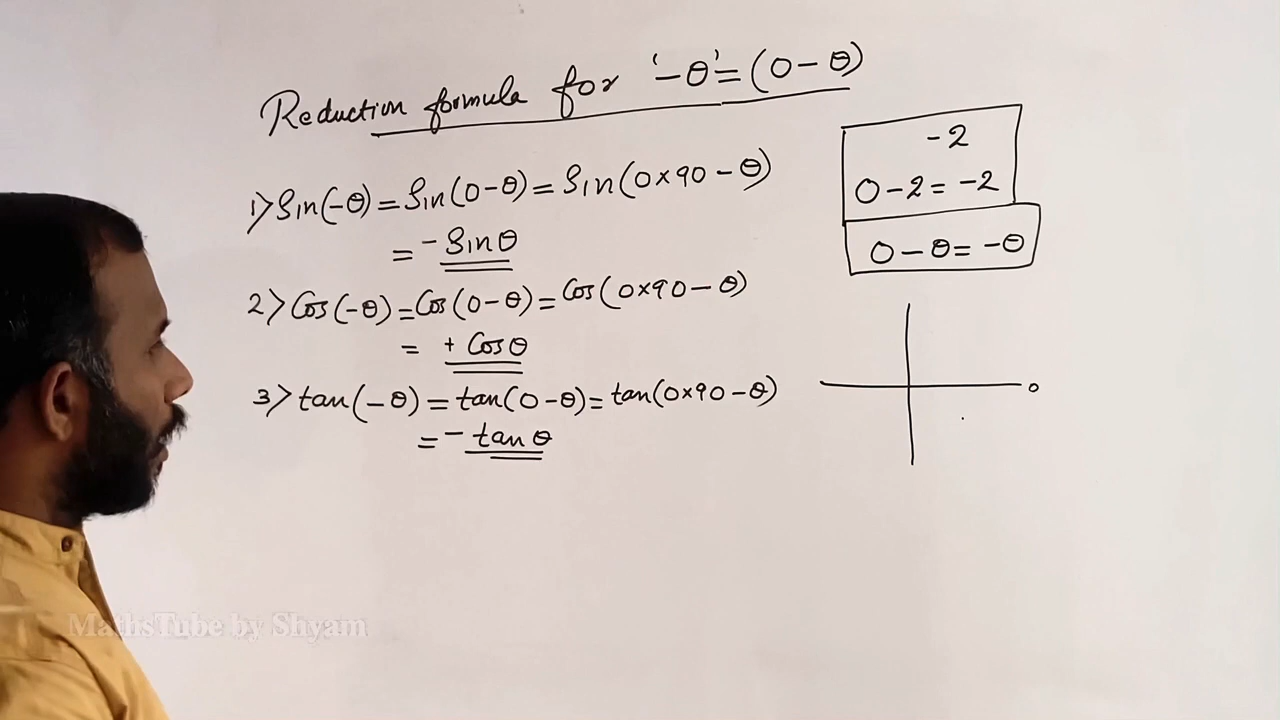 Reduction formula for '-θ' = (0-θ)
-2
0-2 = -2
0-θ = -θ
1) Sin(-θ) = Sin(0-θ) = Sin(0×90-θ)
= -Sinθ
2) Cos(-θ) = Cos(0-θ) = Cos(0×90-θ)
= +Cosθ
3) tan(-θ) = tan(0-θ) = tan(0×90-θ)
= -tanθ
0
MathsTube by Shyam